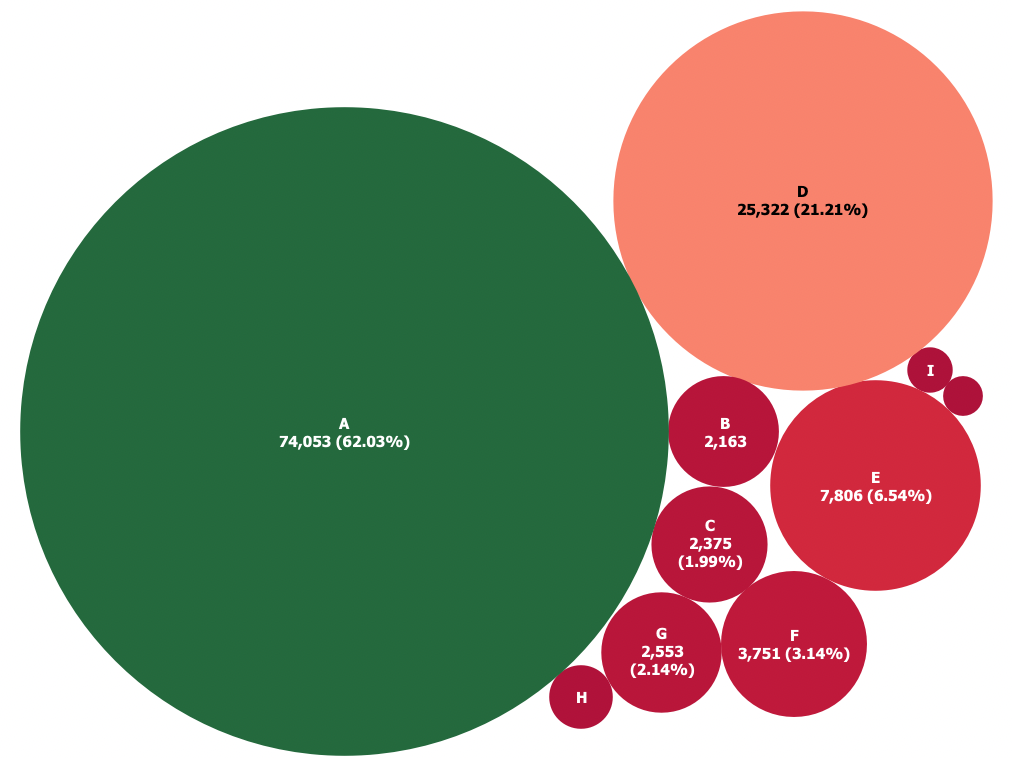 D
25,322 (21.21%)
I
A
74,053 (62.03%)
B
2,163
E
7,806 (6.54%)
C
2,375
(1.99%)
G
2,553
(2.14%)
F
3,751 (3.14%)
H